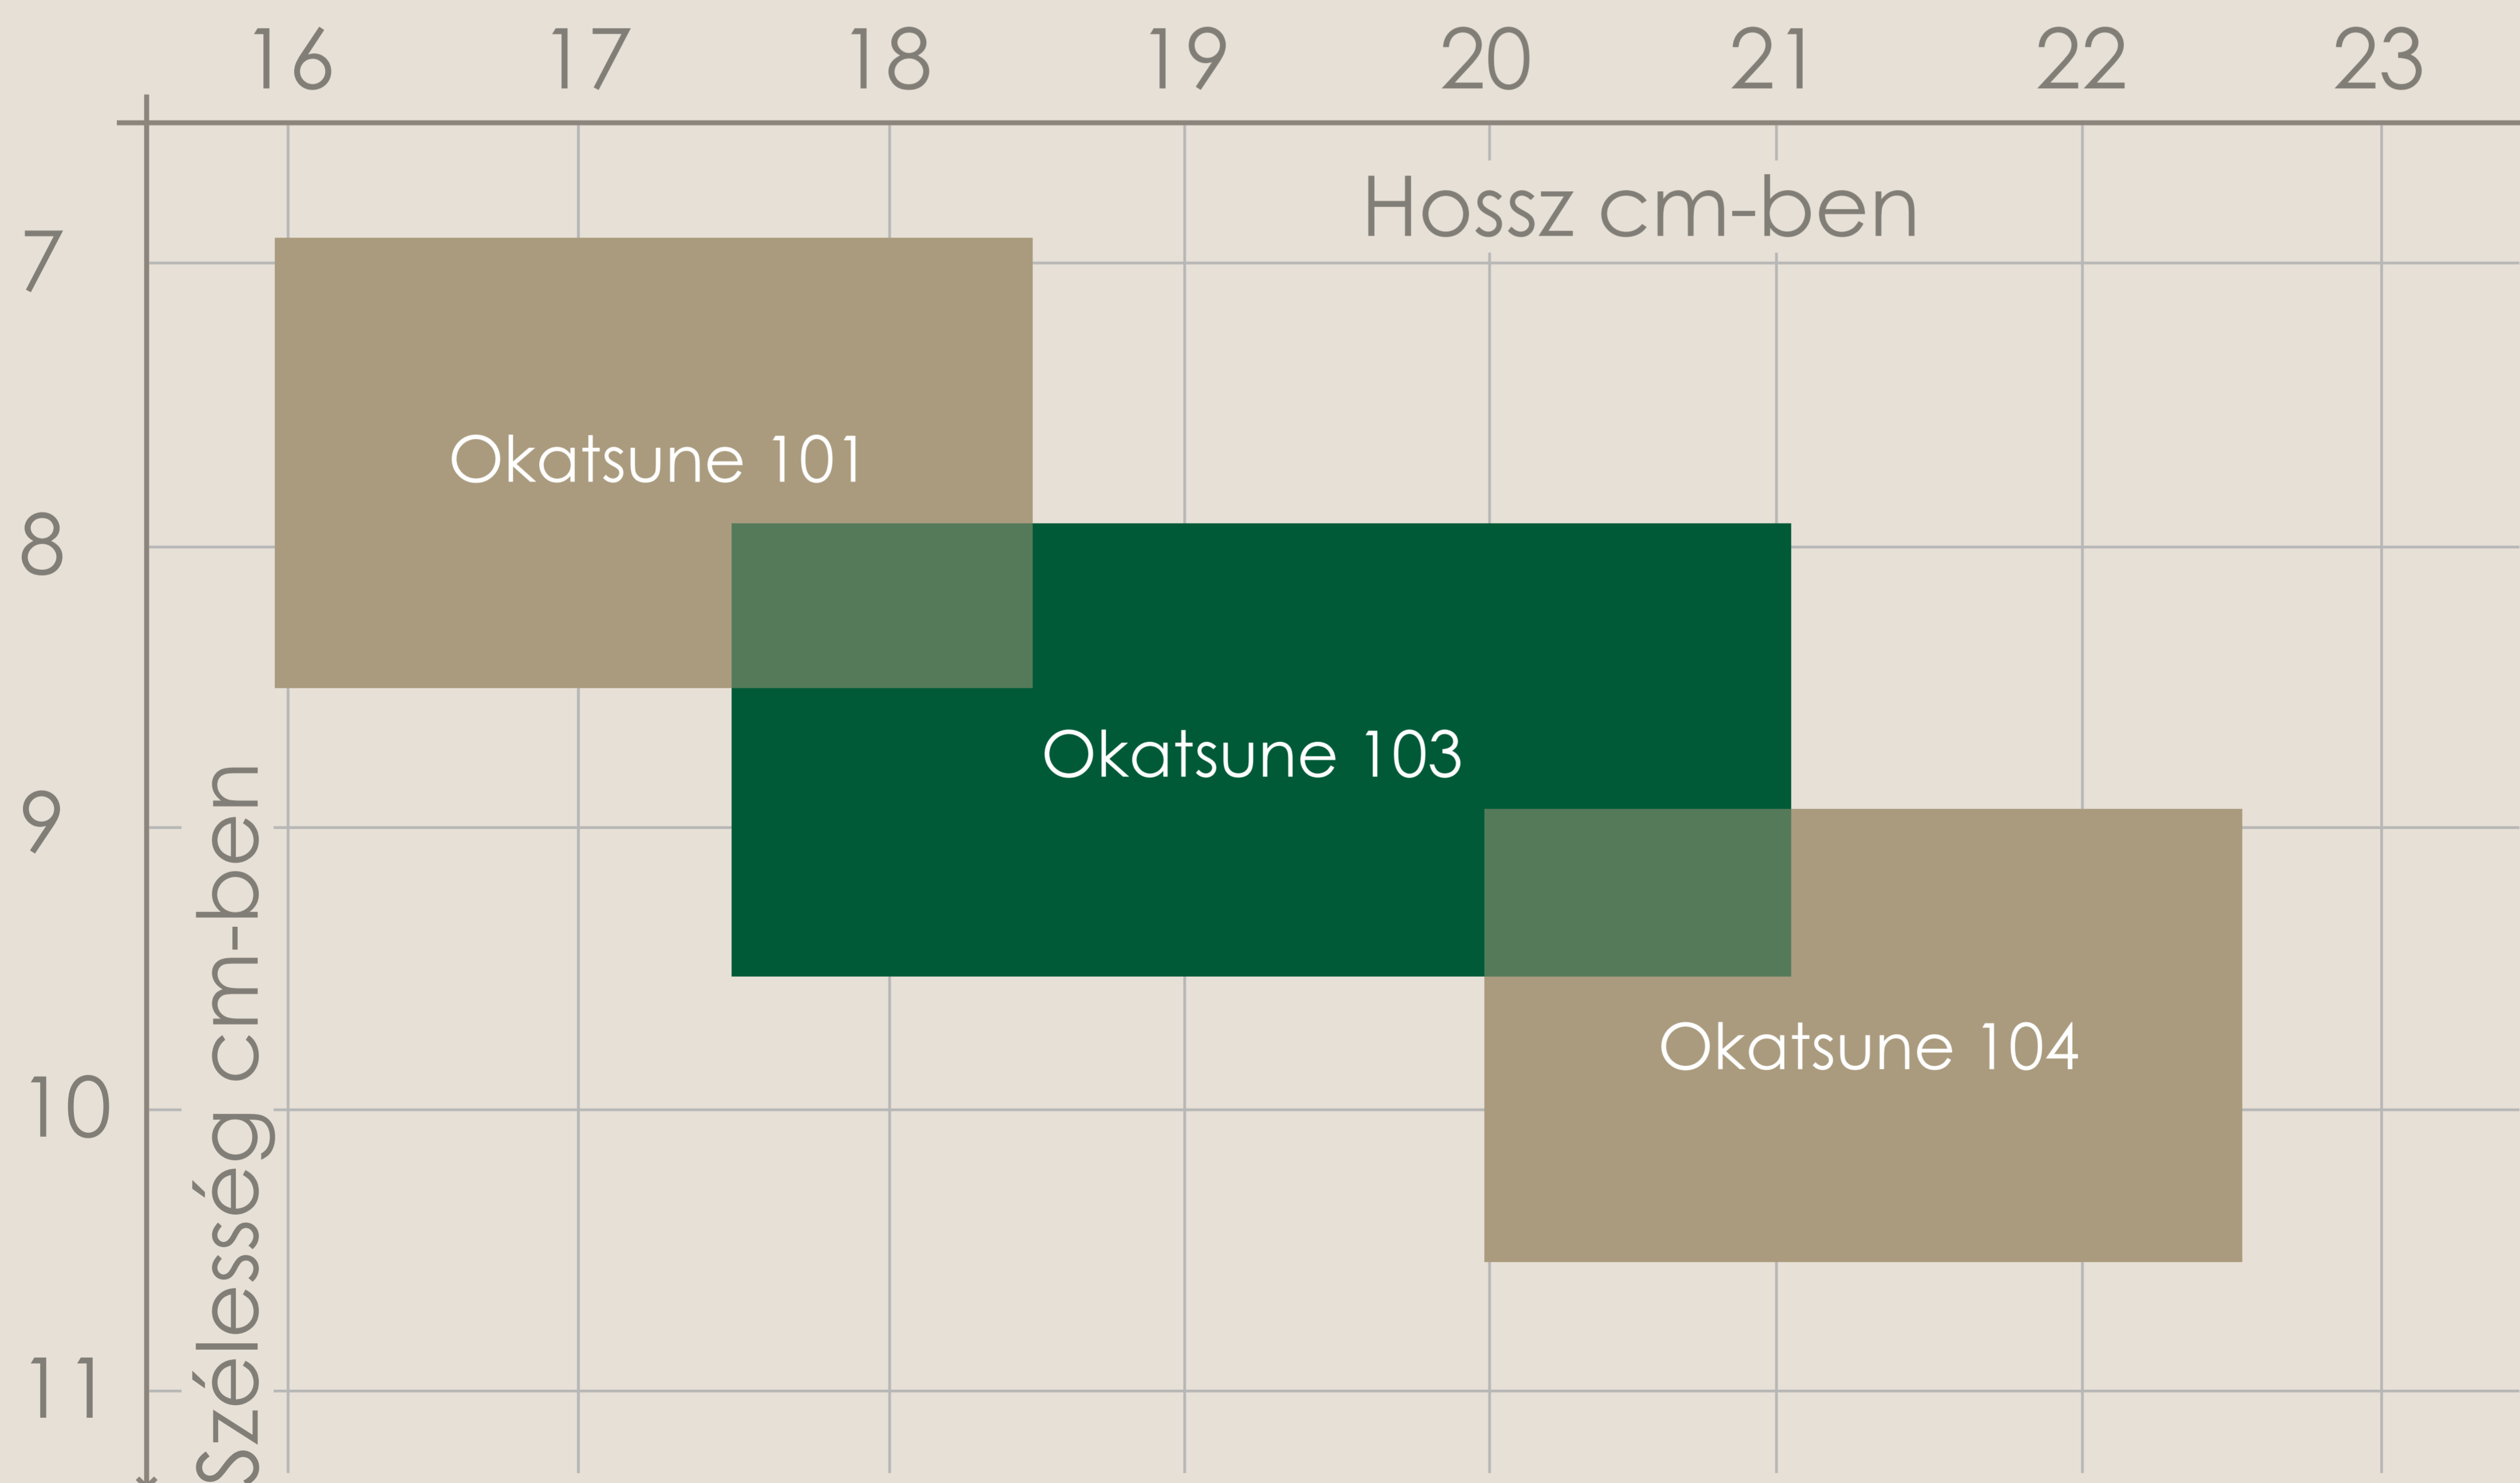 16 17 18 19 20 21 22 23
Hossz cm-ben
7
8
9
10
11
Szélesség cm-ben
Okatsune 101
Okatsune 103
Okatsune 104